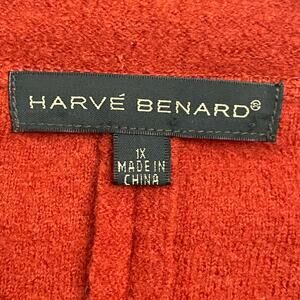 HARVÉ BENARD®
1X
MADE IN
CHINA